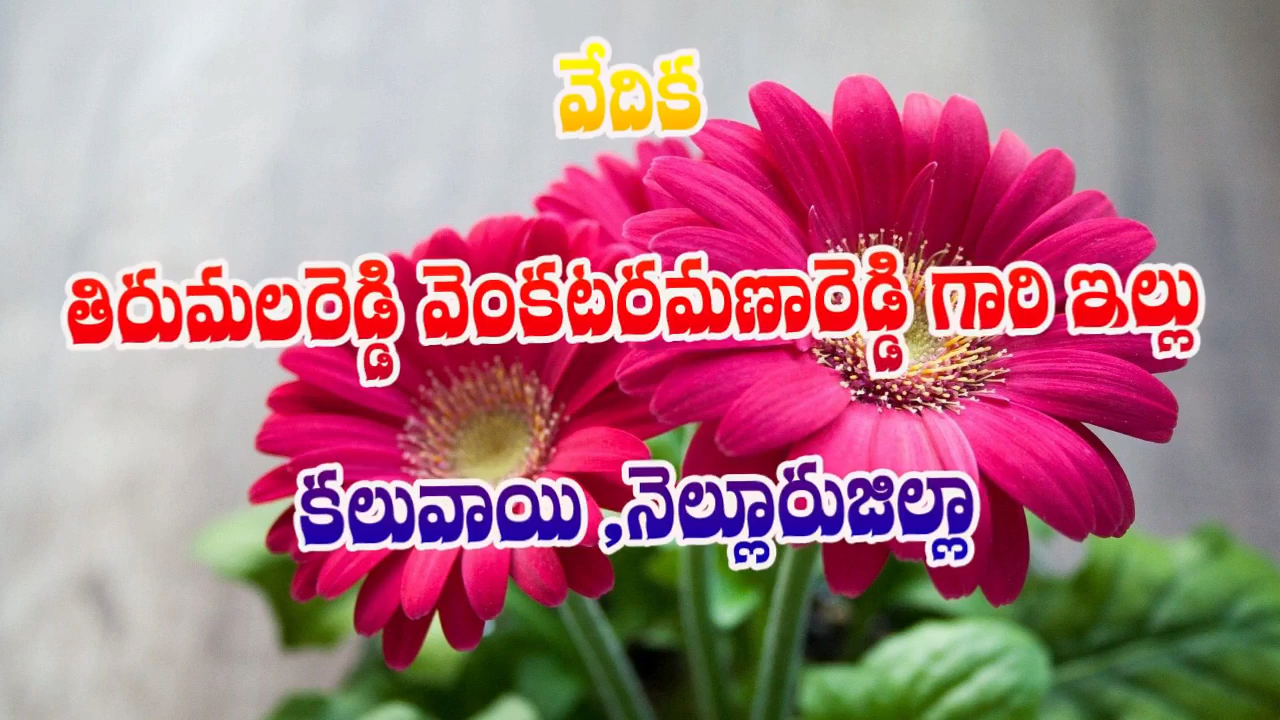 వేదిక
తిరుమలరెడ్డి వెంకటరమణారెడ్డి గారి ఇల్లు
కలువాయి ,నెల్లూరుజిల్లా